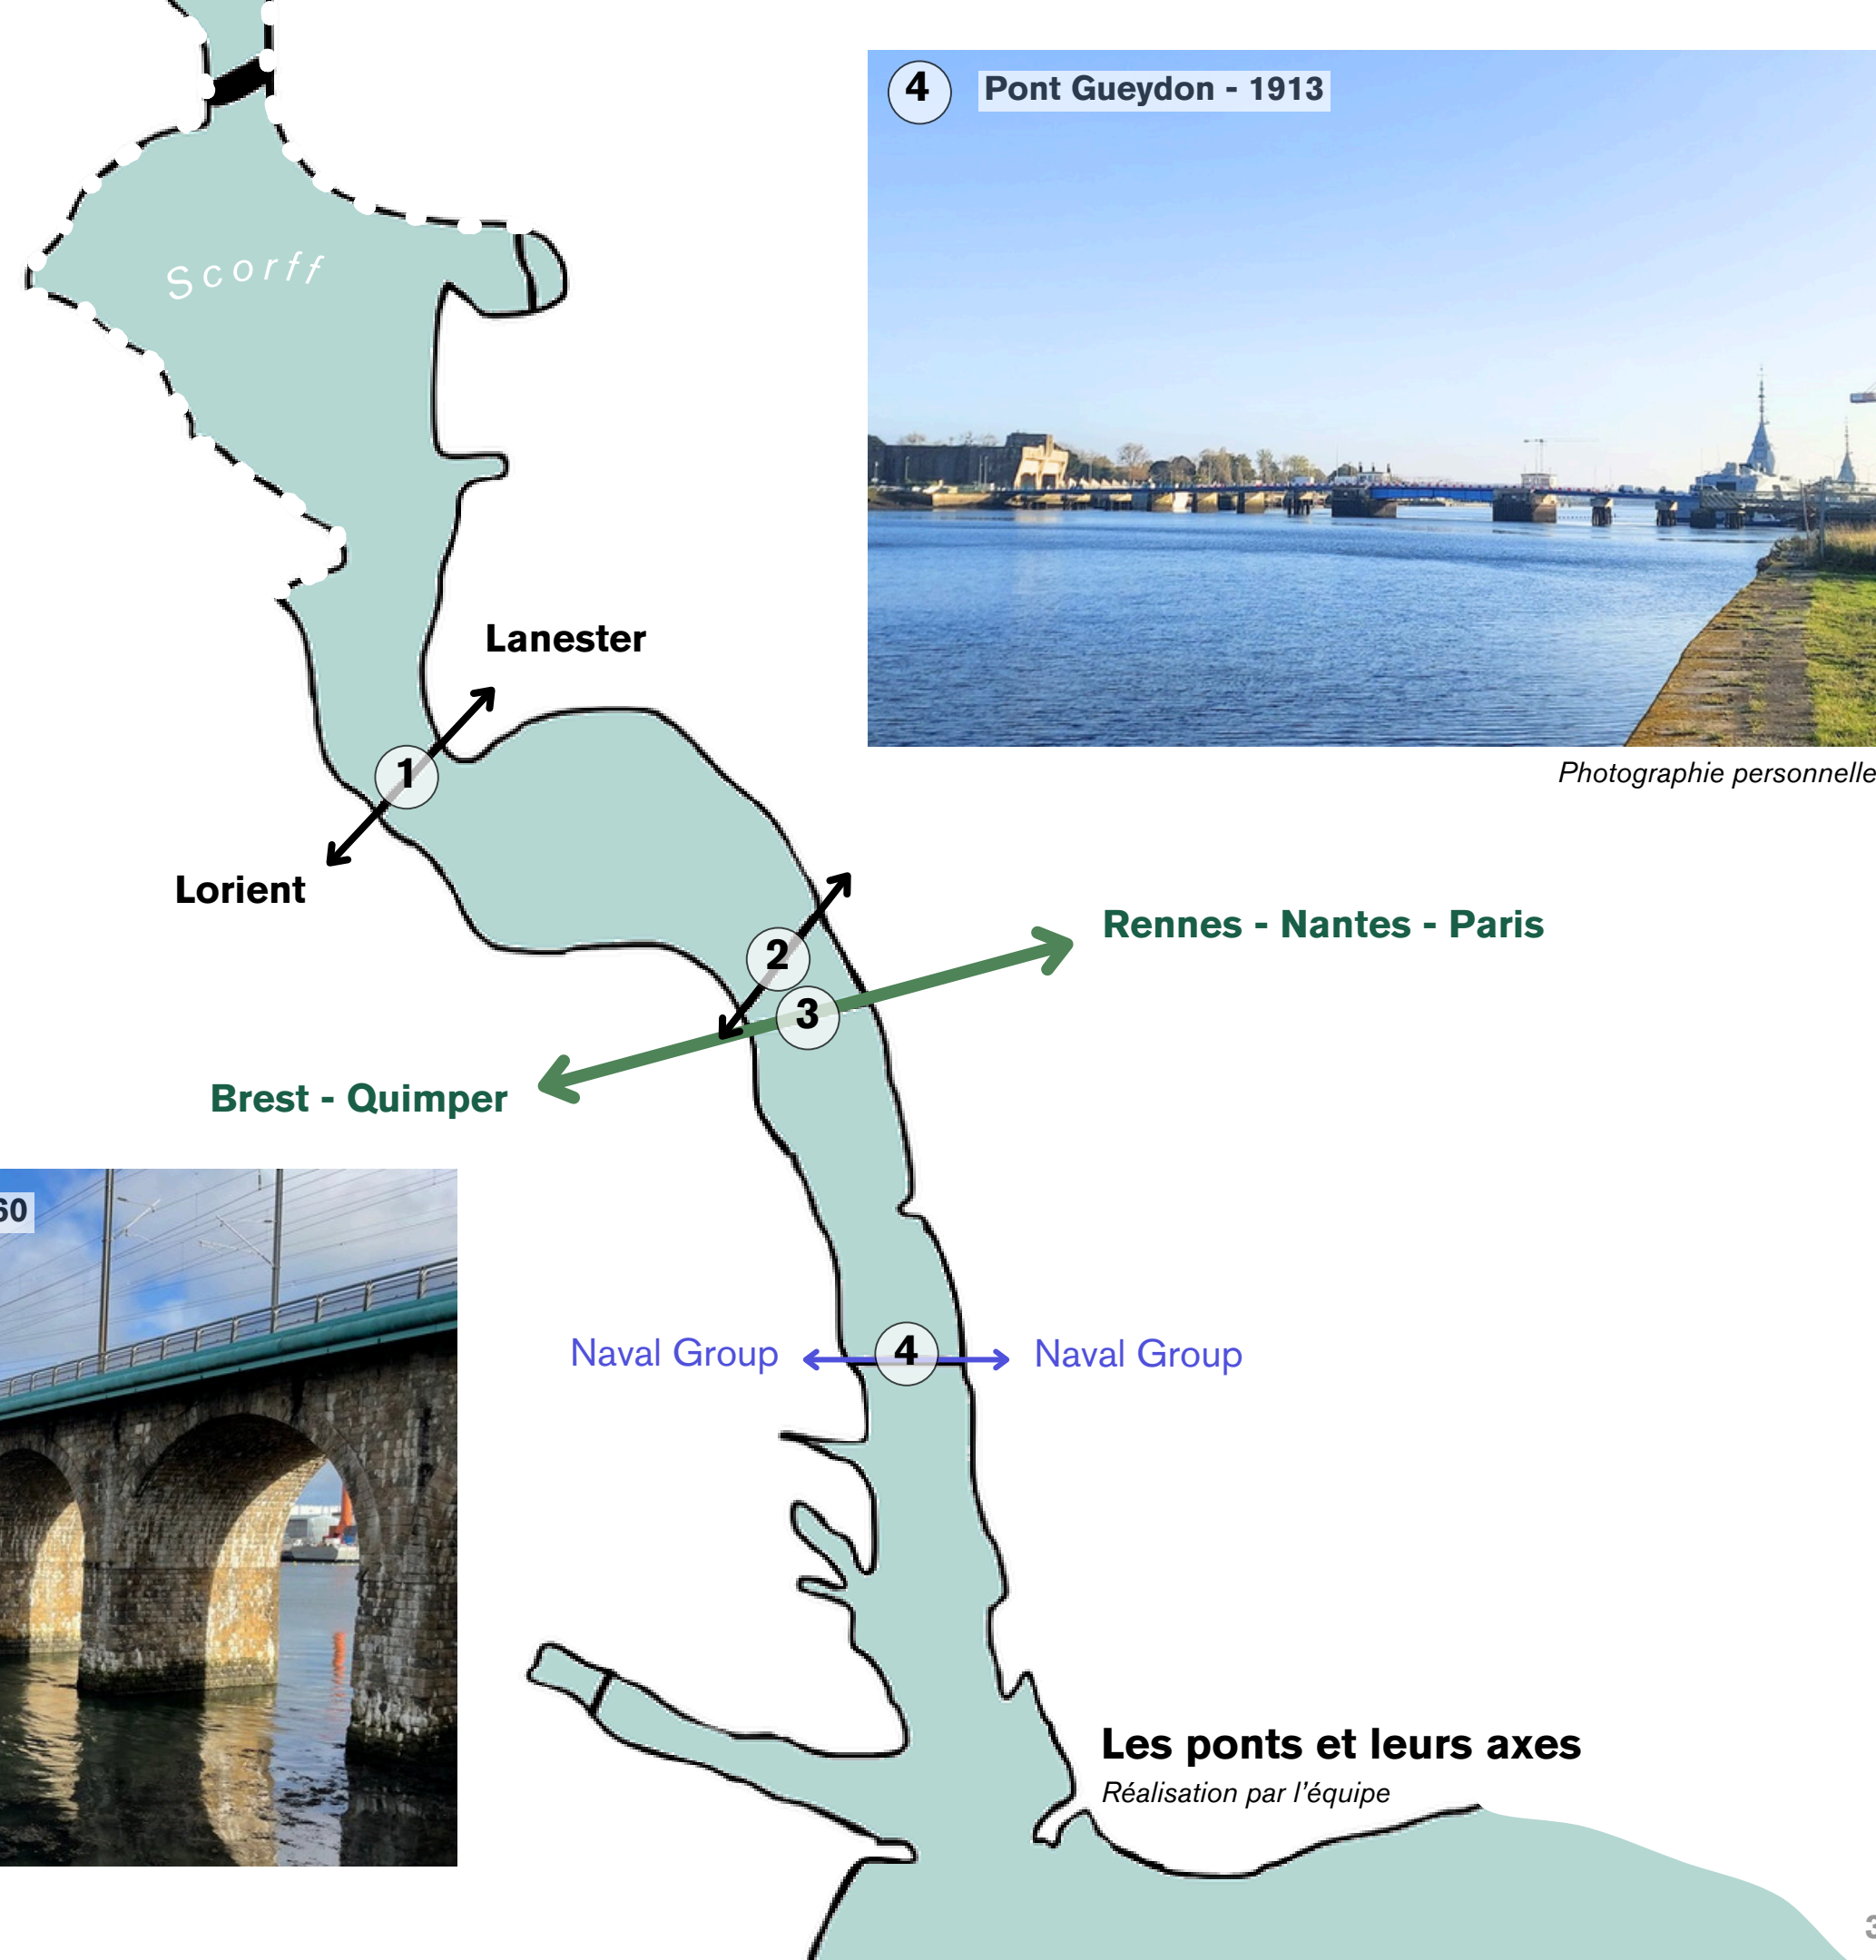 4 Pont Gueydon - 1913
Scorff
Photographie personnelle
Lanester
1
Lorient
2
3
Rennes - Nantes - Paris
Brest - Quimper
60
Naval Group 4 Naval Group
Les ponts et leurs axes
Réalisation par l'équipe
3